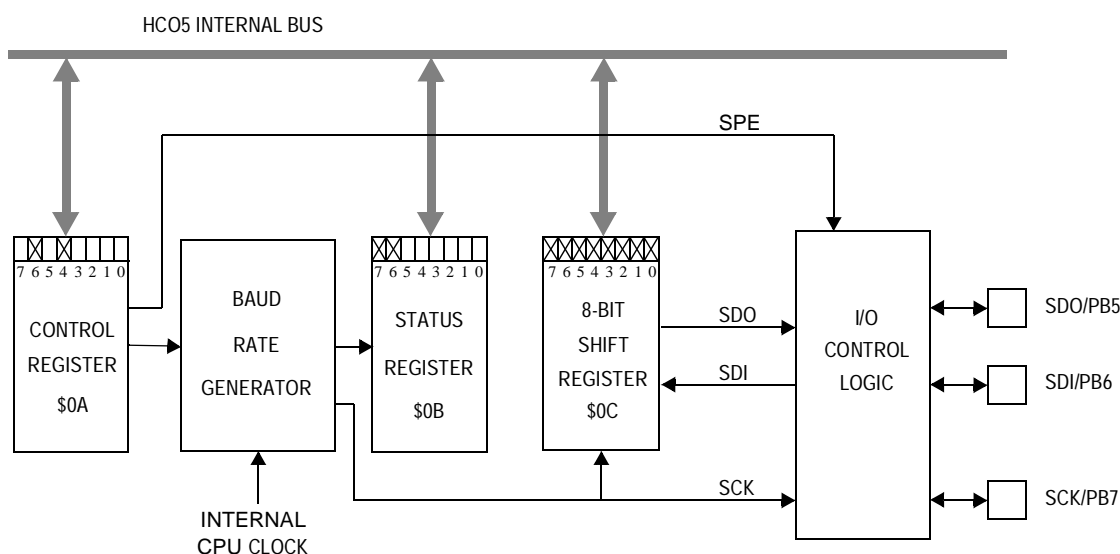 HCO5 INTERNAL BUS
SPE
7 6 5 4 3 2 1 0
CONTROL
REGISTER
$0A
BAUD
RATE
GENERATOR
7 6 5 4 3 2 1 0
STATUS
REGISTER
$0B
7 6 5 4 3 2 1 0
8-BIT
SHIFT
REGISTER
$0C
SDO
SDI
SCK
I/O
CONTROL
LOGIC
SDO/PB5
SDI/PB6
SCK/PB7
INTERNAL
CPU CLOCK